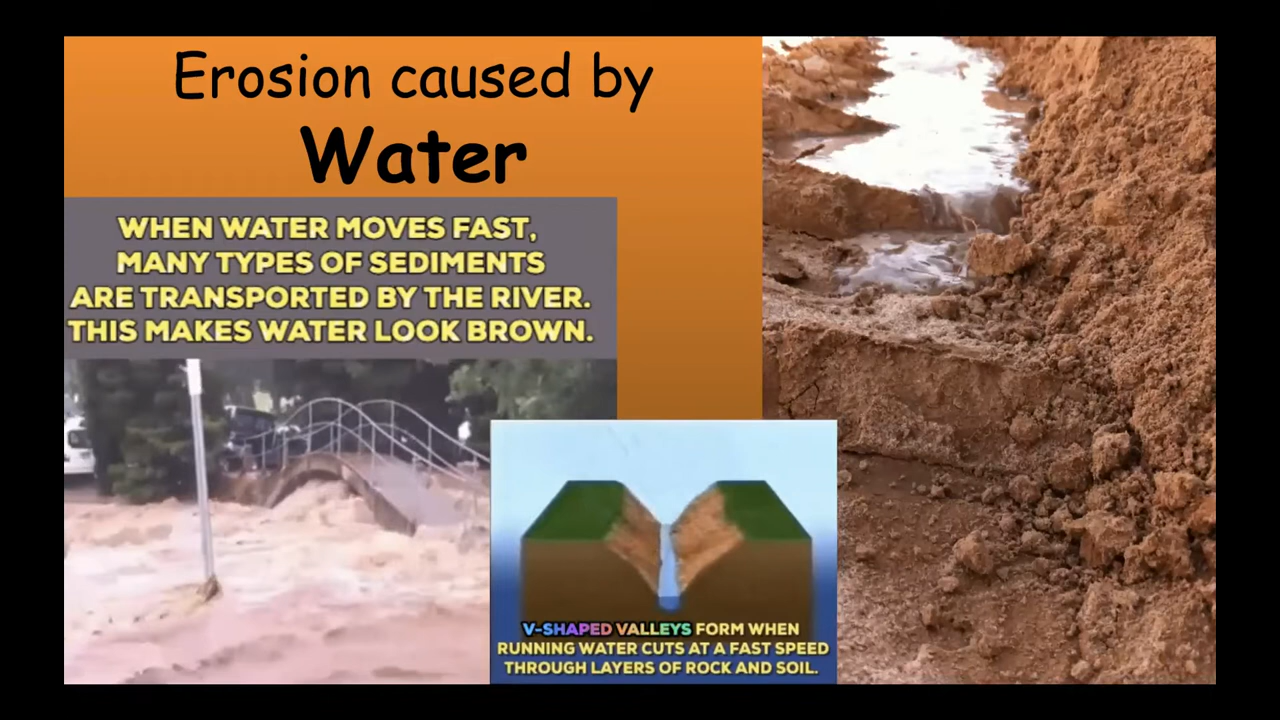 Erosion caused by
Water
WHEN WATER MOVES FAST,
MANY TYPES OF SEDIMENTS
ARE TRANSPORTED BY THE RIVER.
THIS MAKES WATER LOOK BROWN.
V-SHAPED VALLEYS FORM WHEN
RUNNING WATER CUTS AT A FAST SPEED
THROUGH LAYERS OF ROCK AND SOIL.